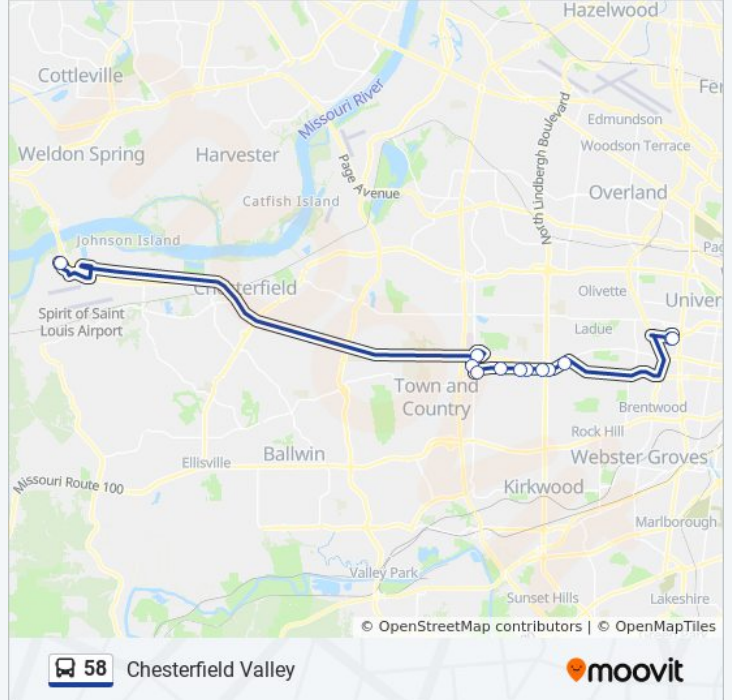 Hazelwood
Cottleville
Fer
Missouri River
Edmundson
Weldon Spring
Harvester
Woodson Terrace
Page Avenue
North Lindbergh Boulevard
Catfish Island
Overland
Johnson Island
Pac
Chesterfield
Olivette
Univer
Spirit of Saint
Louis Airport
Ladue
Town and
Country
Brentwood
Rock Hill
Ballwin
Ellisville
Webster Groves
Missouri Route 100
Kirkwood
Marlborough
Valley Park
Sunset Hills
Lakeshire
© OpenStreetMap contributors | © OpenMapTiles
58 Chesterfield Valley
moovit